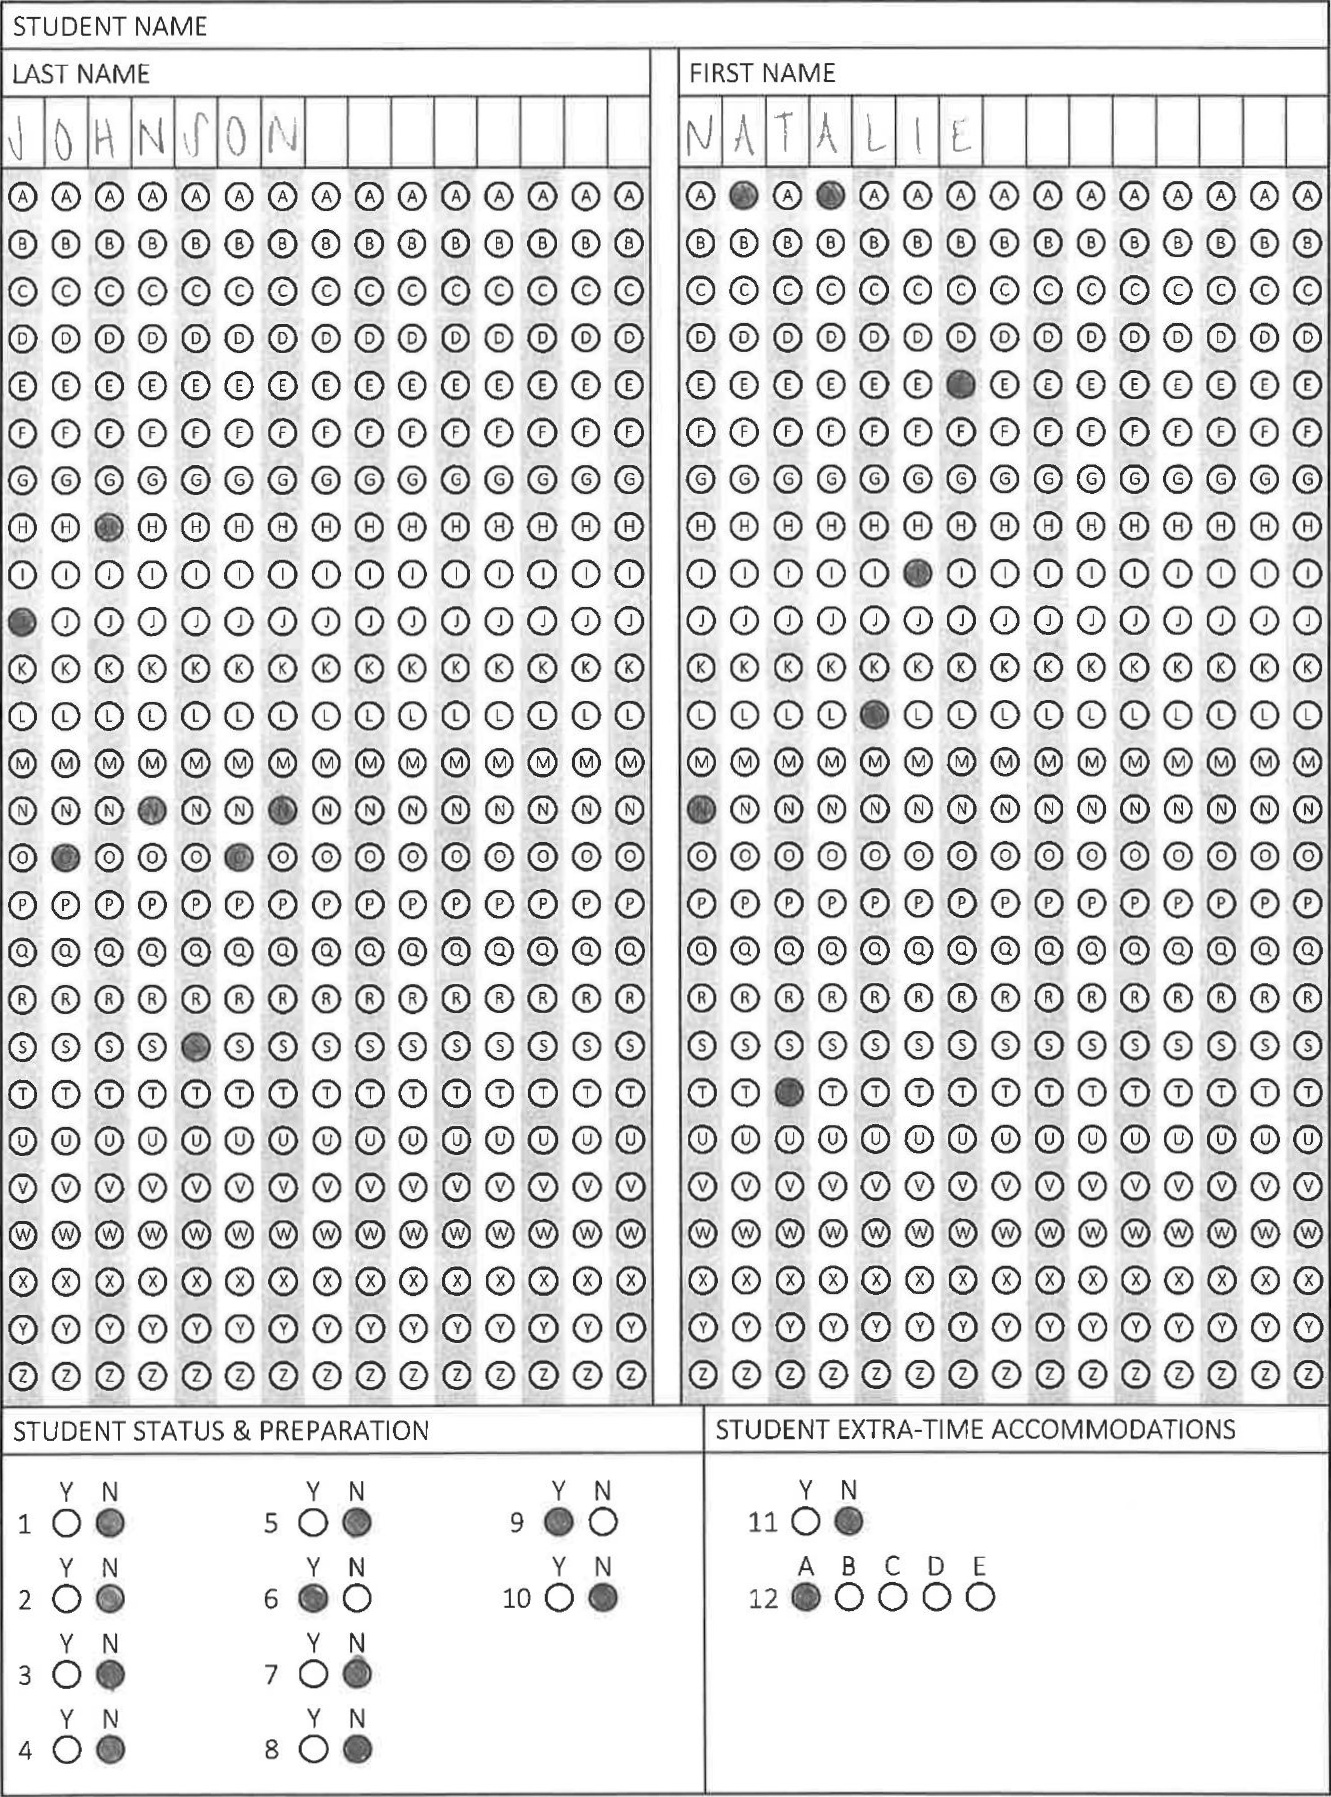 STUDENT NAME
LAST NAME FIRST NAME
JOHNSON NATALIE
A A A A A A A A A A A A A A A A A A A A A A A A A A A A A A
B B B B B B B B B B B B B B B B B B B B B B B B B B B B B B
C C C C C C C C C C C C C C C C C C C C C C C C C C C C C C
D D D D D D D D D D D D D D D D D D D D D D D D D D D D D D
E E E E E E E E E E E E E E E E E E E E E E E E E E E E E
F F F F F F F F F F F F F F F F F F F F F F F F F F F F F F
G G G G G G G G G G G G G G G G G G G G G G G G G G G G G G
H H H H H H H H H H H H H H H H H H H H H H H H H H H H H H
I I I I I I I I I I I I I I I I I I I I I I I I I I I I I I
J J J J J J J J J J J J J J J J J J J J J J J J J J J J J
K K K K K K K K K K K K K K K K K K K K K K K K K K K K K K
L L L L L L L L L L L L L L L L L L L L L L L L L L L L L
M M M M M M M M M M M M M M M M M M M M M M M M M M M M M M
N N N N N N N N N N N N N N N N N N N N N N N N N N N N N N
O O O O O O O O O O O O O O O O O O O O O O O O O O O O O O
P P P P P P P P P P P P P P P P P P P P P P P P P P P P P P
Q Q Q Q Q Q Q Q Q Q Q Q Q Q Q Q Q Q Q Q Q Q Q Q Q Q Q Q Q Q
R R R R R R R R R R R R R R R R R R R R R R R R R R R R R R
S S S S S S S S S S S S S S S S S S S S S S S S S S S S S S
T T T T T T T T T T T T T T T T T T T T T T T T T T T T T
U U U U U U U U U U U U U U U U U U U U U U U U U U U U U U
V V V V V V V V V V V V V V V V V V V V V V V V V V V V V V
W W W W W W W W W W W W W W W W W W W W W W W W W W W W W W
X X X X X X X X X X X X X X X X X X X X X X X X X X X X X X
Y Y Y Y Y Y Y Y Y Y Y Y Y Y Y Y Y Y Y Y Y Y Y Y Y Y Y Y Y Y
Z Z Z Z Z Z Z Z Z Z Z Z Z Z Z Z Z Z Z Z Z Z Z Z Z Z Z Z Z Z
STUDENT STATUS & PREPARATION STUDENT EXTRA-TIME ACCOMMODATIONS
Y N Y N Y N Y N
1 5 9 11
Y N Y N Y N A B C D E
2 6 10 12
Y N Y N
3 7
Y N Y N
4 8